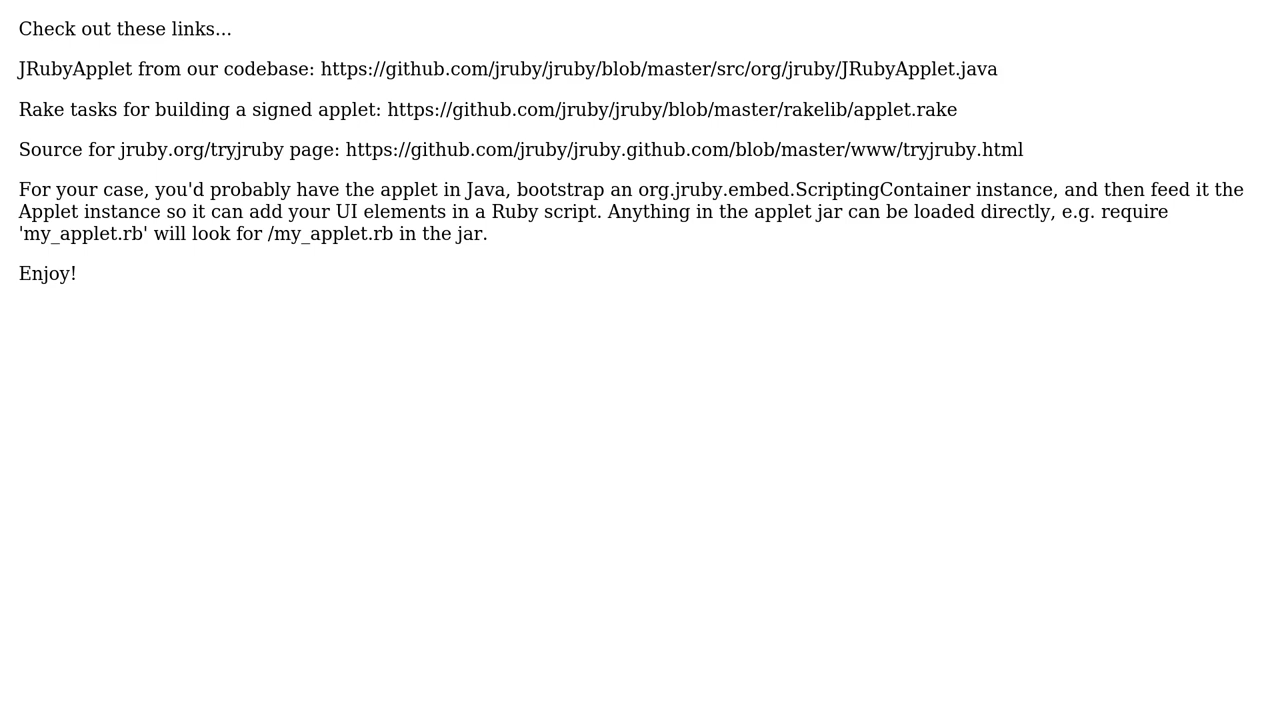 Check out these links...
JRubyApplet from our codebase: https://github.com/jruby/jruby/blob/master/src/org/jruby/JRubyApplet.java
Rake tasks for building a signed applet: https://github.com/jruby/jruby/blob/master/rakelib/applet.rake
Source for jruby.org/tryjruby page: https://github.com/jruby/jruby.github.com/blob/master/www/tryjruby.html
For your case, you'd probably have the applet in Java, bootstrap an org.jruby.embed.ScriptingContainer instance, and then feed it the
Applet instance so it can add your UI elements in a Ruby script. Anything in the applet jar can be loaded directly, e.g. require
'my_applet.rb' will look for /my_applet.rb in the jar.
Enjoy!